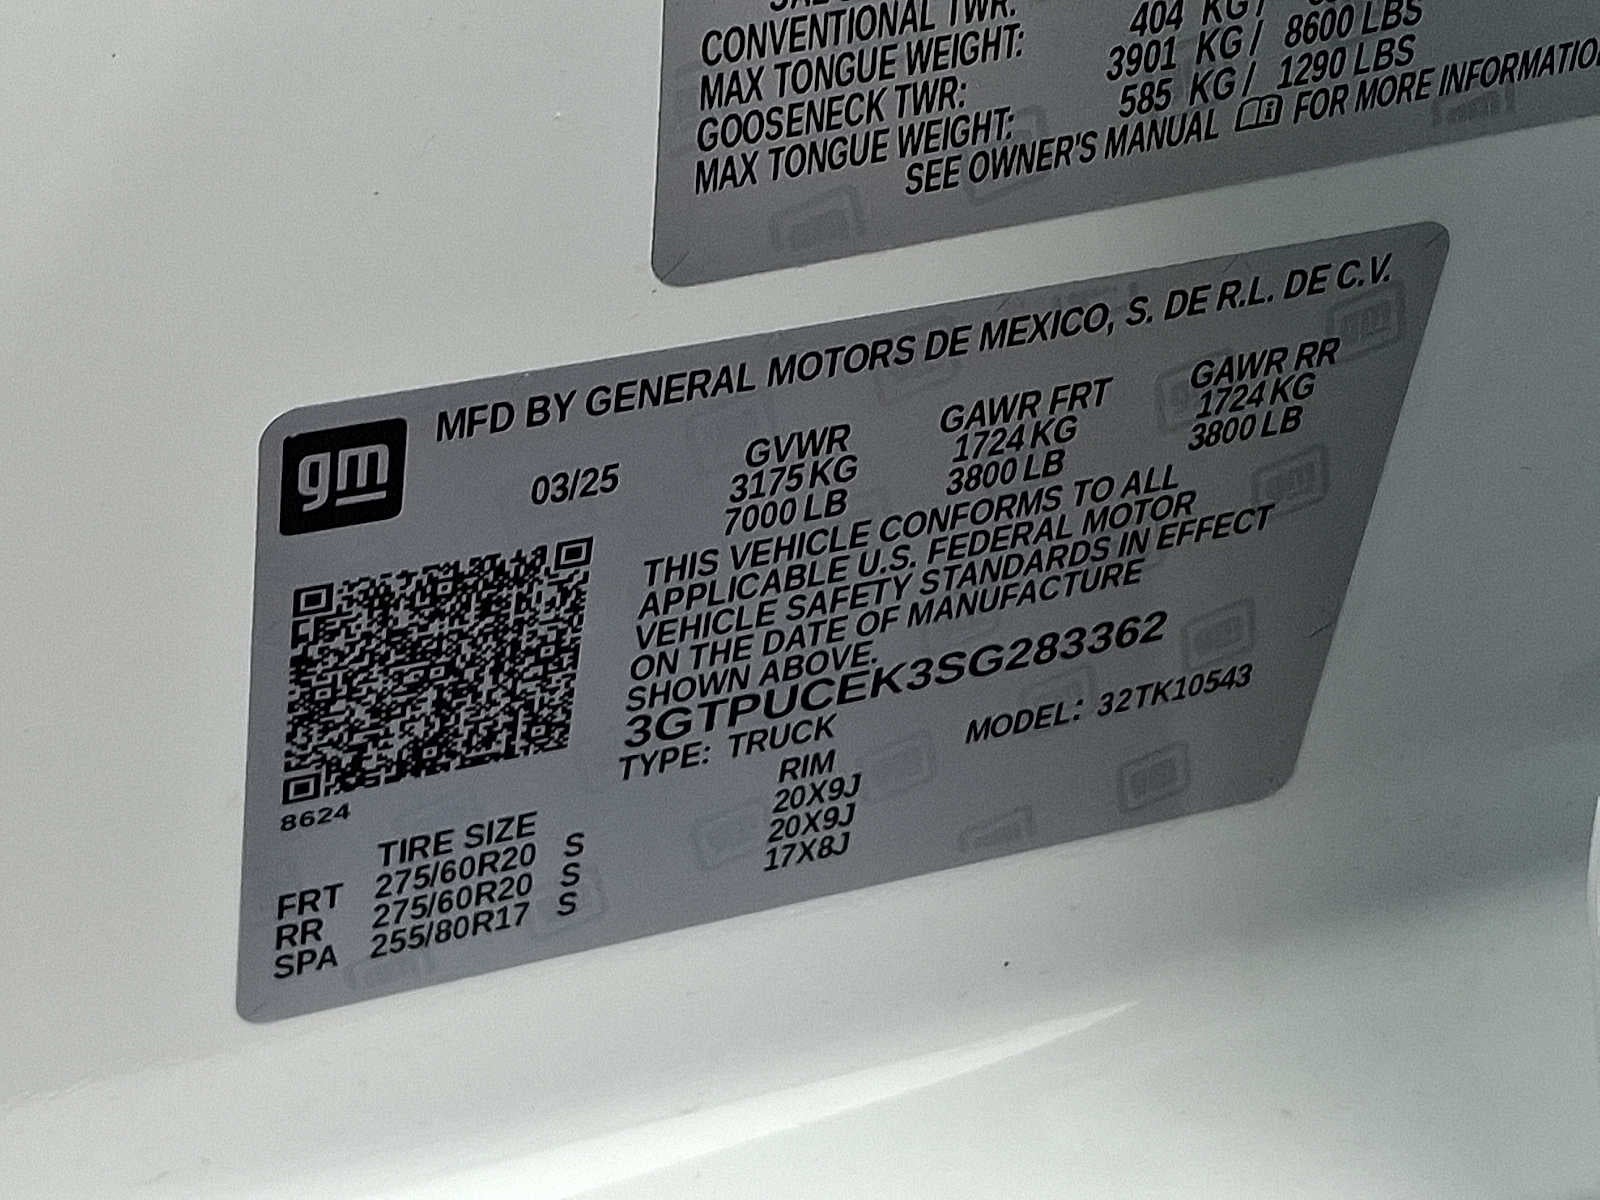 CONVENTIONAL TWR:
MAX TONGUE WEIGHT: 404 KG /
GOOSENECK TWR: 3901 KG / 8600 LBS
MAX TONGUE WEIGHT: 585 KG / 1290 LBS
SEE OWNER'S MANUAL FOR MORE INFORMATION
gm
MFD BY GENERAL MOTORS DE MEXICO, S. DE R.L. DE C.V.
03/25 GVWR GAWR FRT GAWR RR
3175 KG 1724 KG 1724 KG
7000 LB 3800 LB 3800 LB
THIS VEHICLE CONFORMS TO ALL
APPLICABLE U.S. FEDERAL MOTOR
VEHICLE SAFETY STANDARDS IN EFFECT
ON THE DATE OF MANUFACTURE
SHOWN ABOVE.
3GTPUCEK3SG283362
TYPE: TRUCK MODEL: 32TK10543
8624
TIRE SIZE RIM
FRT 275/60R20 S 20X9J
RR 275/60R20 S 20X9J
SPA 255/80R17 S 17X8J